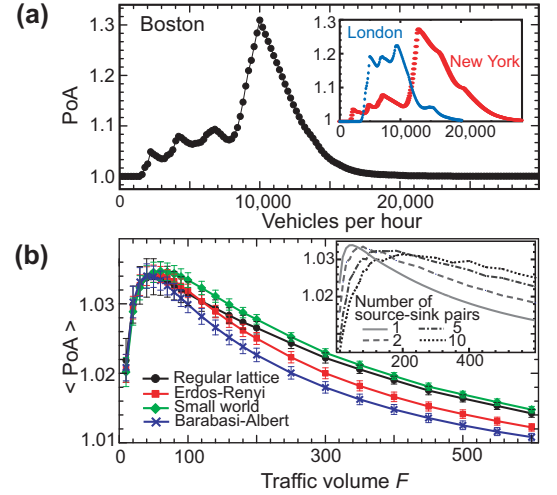 (a)
Boston
PoA
1.3
1.2
1.1
1.0
0
10,000
20,000
Vehicles per hour
London
New York
1.3
1.2
1.1
1
0
10,000
20,000
(b)
< PoA >
1.03
1.02
1.01
0
100
300
500
Traffic volume F
Regular lattice
Erdos-Renyi
Small world
Barabasi-Albert
1.03
1.02
Number of
source-sink pairs
1
5
2
10
200
400